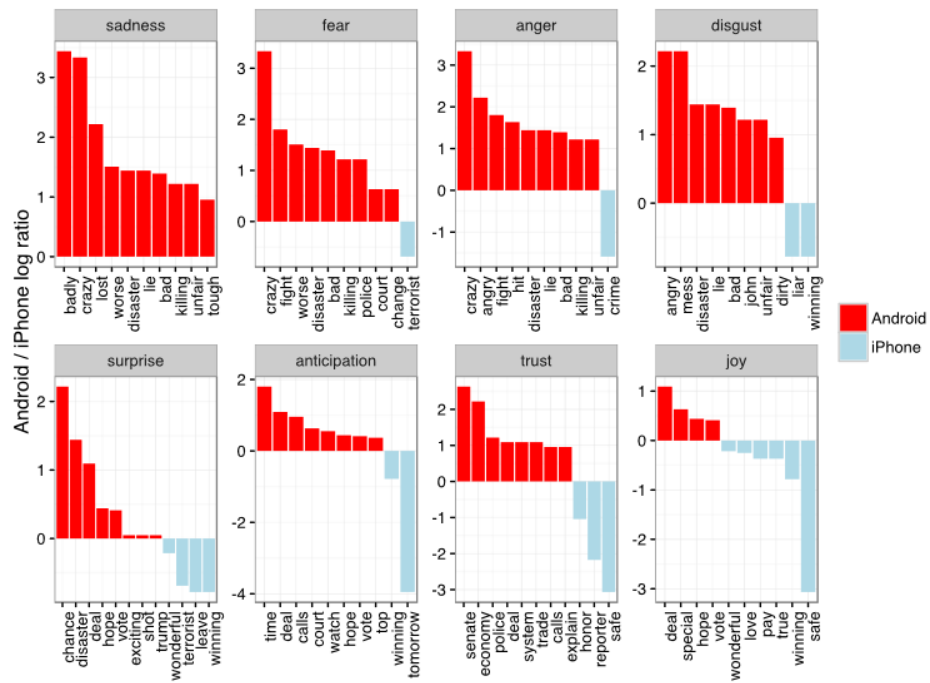 sadness
fear
anger
disgust
Android / iPhone log ratio
3
2
1
0
3
2
1
0
3
2
1
0
-1
2
1
0
badly
crazy
lost
worse
disaster
lie
bad
killing
unfair
tough
crazy
fight
worse
disaster
bad
killing
police
court
change
terrorist
crazy
angry
fight
hit
disaster
lie
bad
killing
unfair
crime
angry
mess
disaster
lie
bad
john
unfair
dirty
liar
winning
Android
iPhone
surprise
anticipation
trust
joy
2
1
0
2
0
-2
-4
2
1
0
-1
-2
-3
1
0
-1
-2
-3
chance
disaster
deal
hope
vote
exciting
shot
trump
wonderful
terrorist
leave
winning
time
deal
calls
court
watch
hope
vote
top
winning
tomorrow
senate
economy
police
deal
system
trade
calls
explain
honor
reporter
safe
deal
special
hope
vote
wonderful
love
pay
true
winning
safe